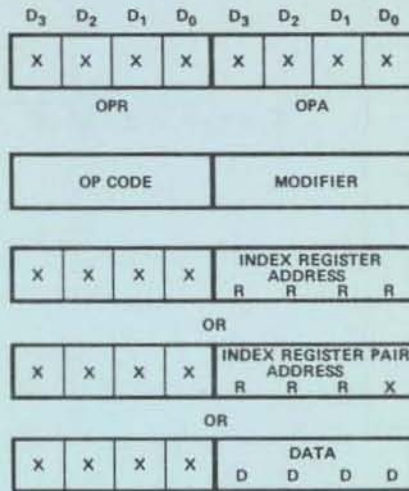 D3 D2 D1 D0 D3 D2 D1 D0
X X X X X X X X
OPR OPA
OP CODE MODIFIER
INDEX REGISTER
ADDRESS
X X X X R R R R
OR
INDEX REGISTER PAIR
ADDRESS
X X X X R R R X
OR
DATA
X X X X D D D D